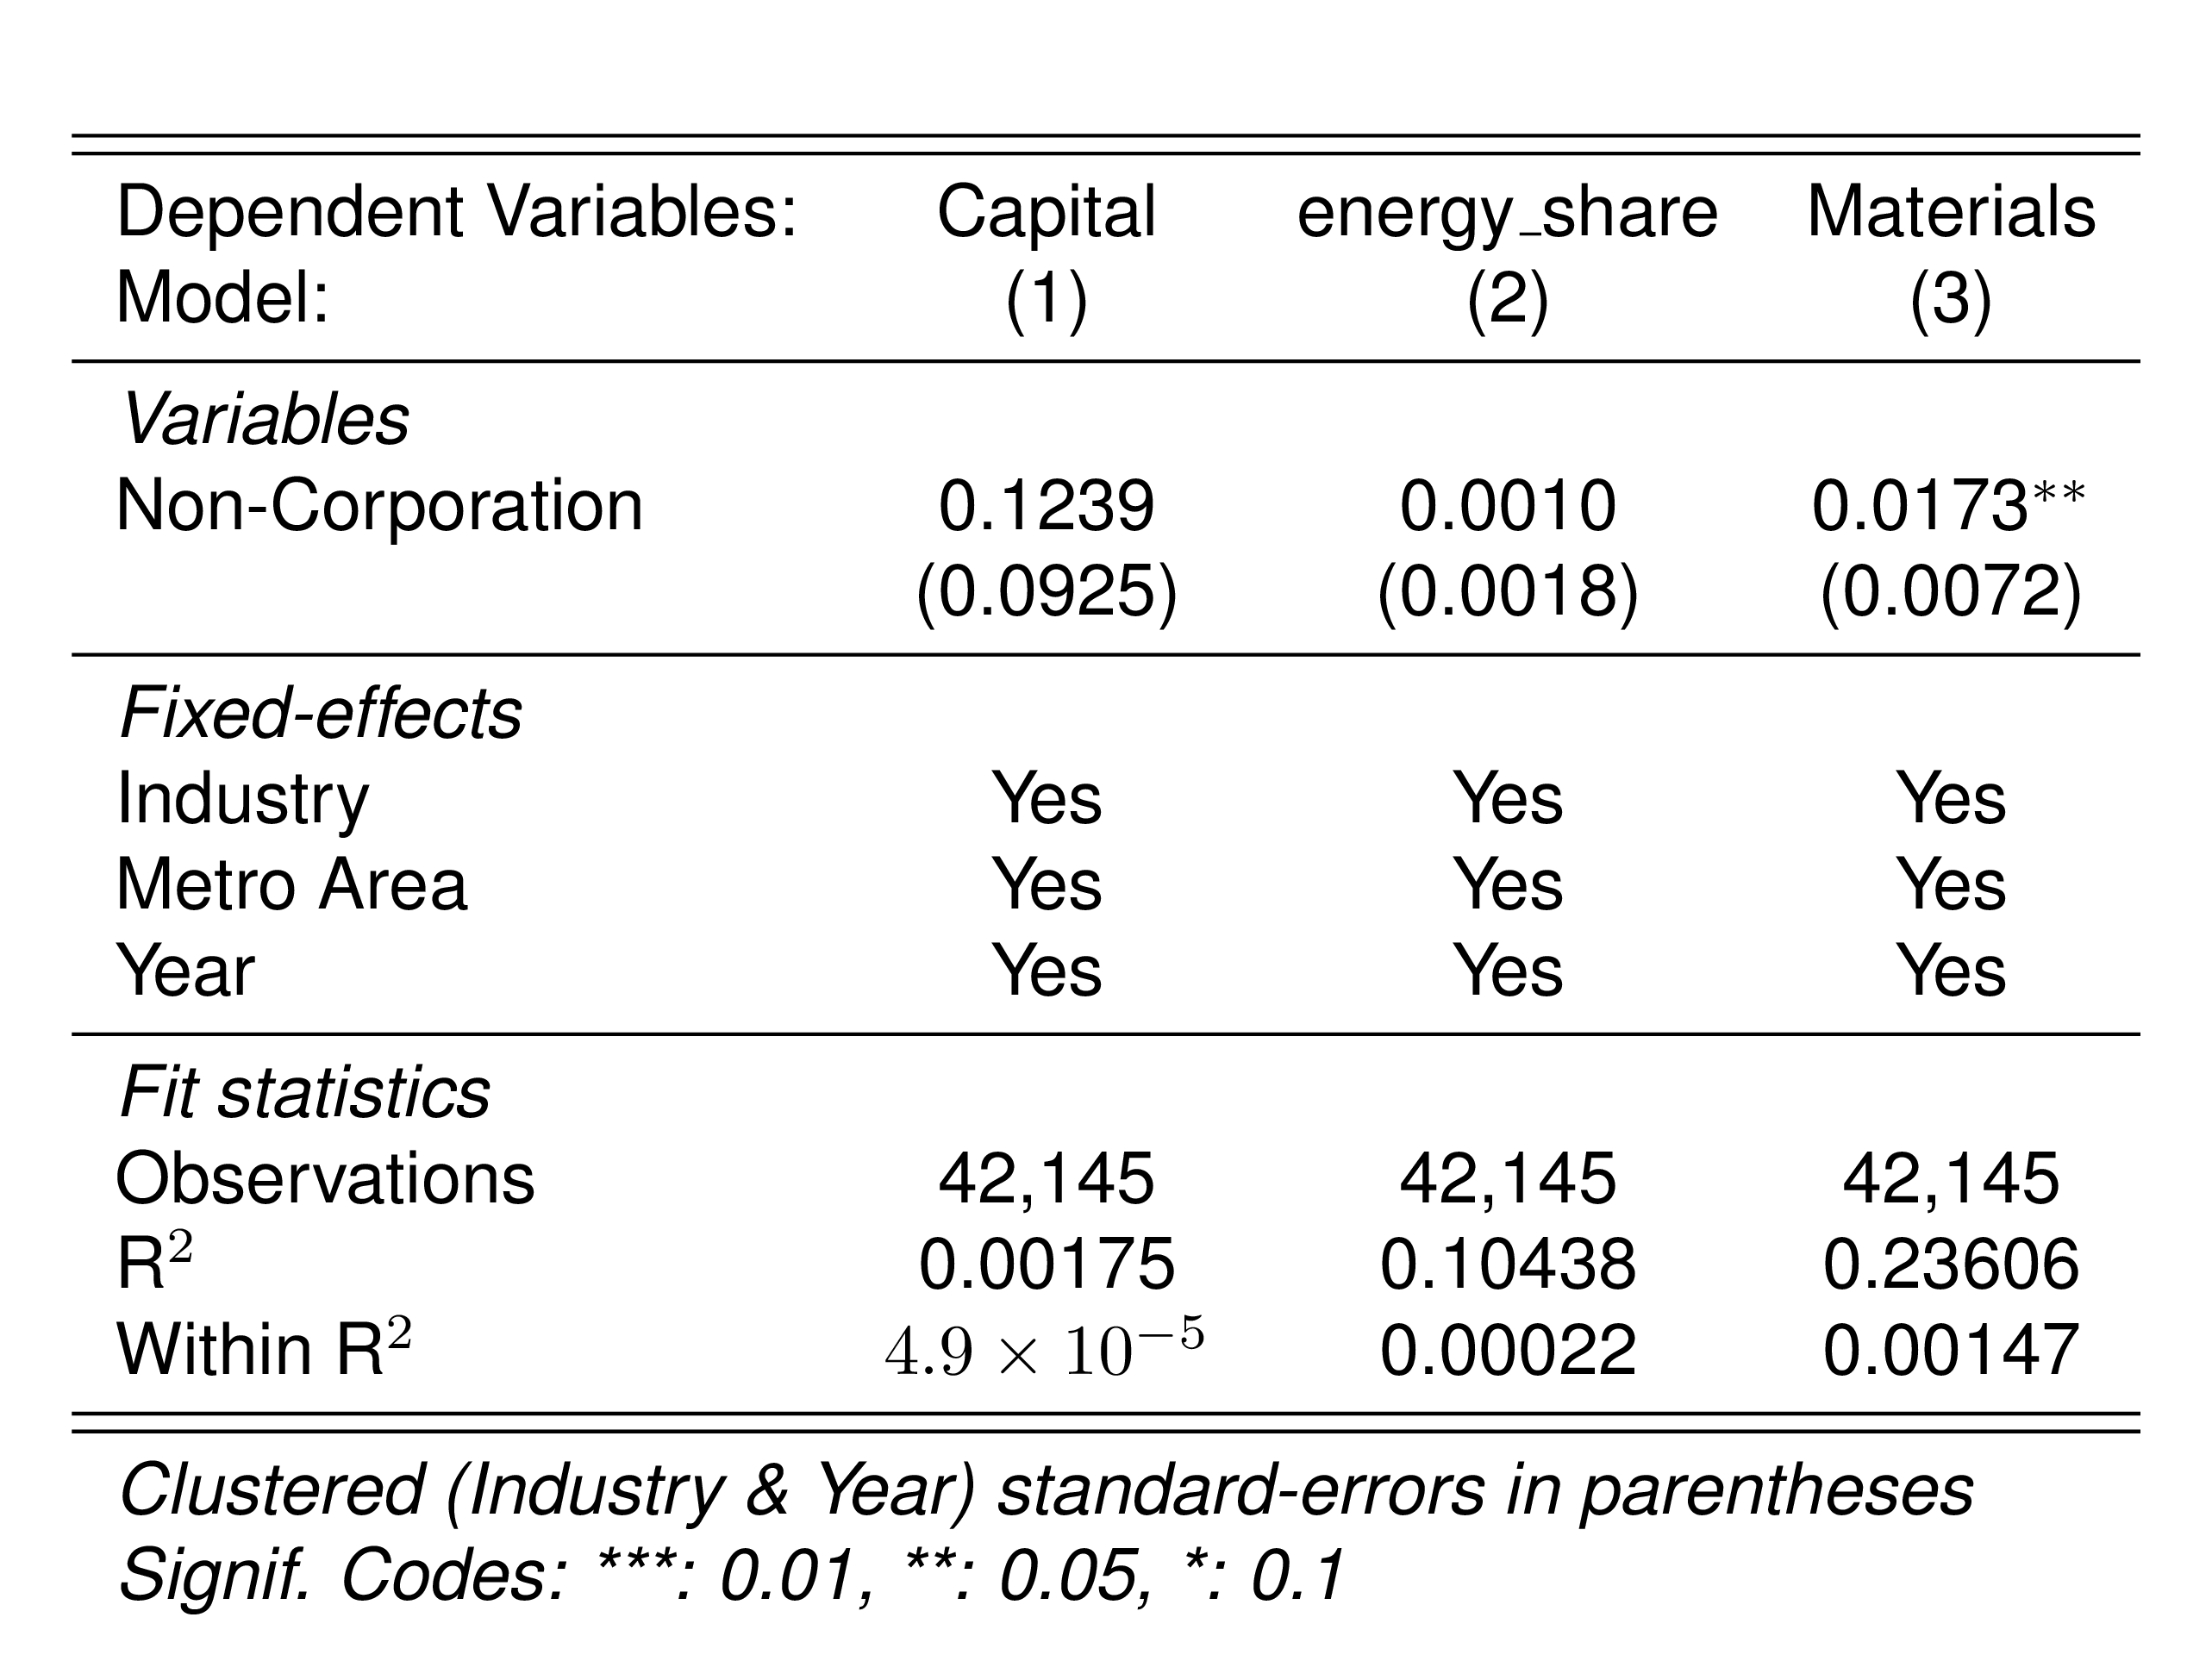 Dependent Variables: Capital energy_share Materials
Model: (1) (2) (3)
Variables
Non-Corporation 0.1239 0.0010 0.0173**
(0.0925) (0.0018) (0.0072)
Fixed-effects
Industry Yes Yes Yes
Metro Area Yes Yes Yes
Year Yes Yes Yes
Fit statistics
Observations 42,145 42,145 42,145
R² 0.00175 0.10438 0.23606
Within R² 4.9 × 10⁻⁵ 0.00022 0.00147
Clustered (Industry & Year) standard-errors in parentheses
Signif. Codes: ***: 0.01, **: 0.05, *: 0.1